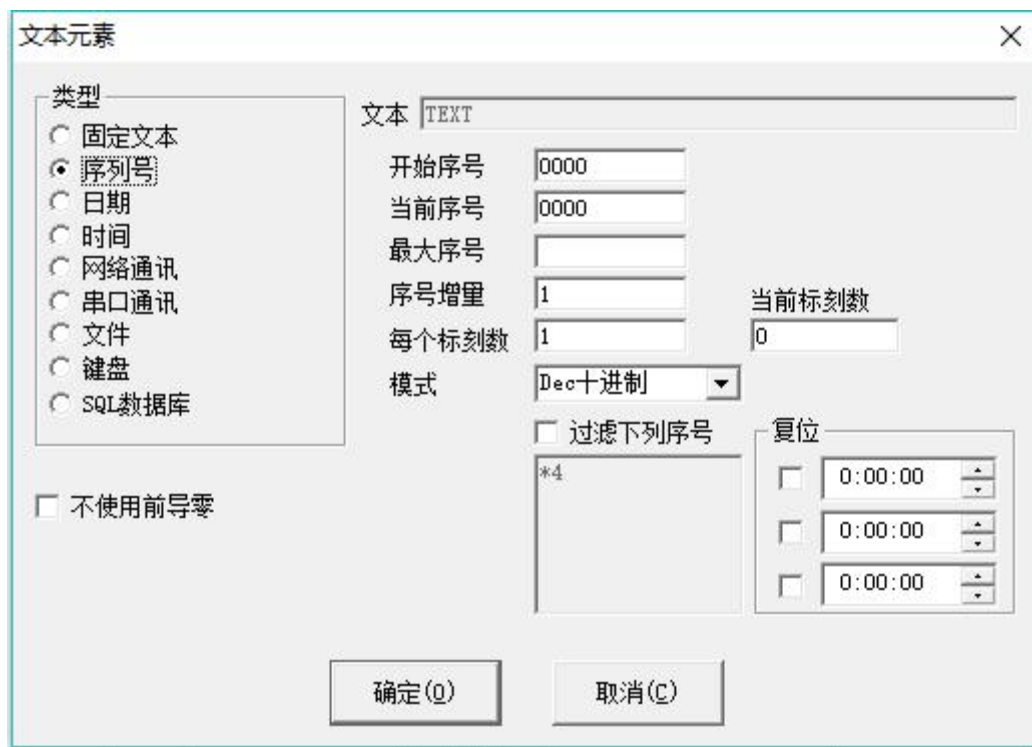 文本元素
类型
固定文本
序列号
日期
时间
网络通讯
串口通讯
文件
键盘
SQL数据库
不使用前导零
文本 TEXT
开始序号 0000
当前序号 0000
最大序号
序号增量 1
每个标刻数 1
当前标刻数
0
模式 Dec十进制
过滤下列序号
*4
复位
0:00:00
0:00:00
0:00:00
确定(O)
取消(C)